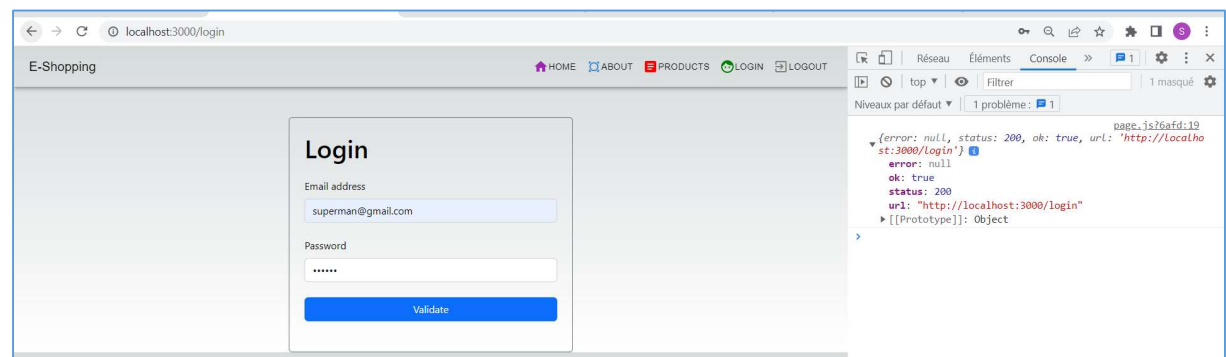 localhost:3000/login
S
E-Shopping
HOME ABOUT PRODUCTS LOGIN LOGOUT
Login
Email address
superman@gmail.com
Password
••••••
Validate
Réseau Éléments Console » 1
top ▼ Filtrer 1 masqué
Niveaux par défaut ▼ 1 problème : 1
page.js?6afd:19
{error: null, status: 200, ok: true, url: 'http://localho
st:3000/login'}
error: null
ok: true
status: 200
url: "http://localhost:3000/login"
▶ [[Prototype]]: Object
>